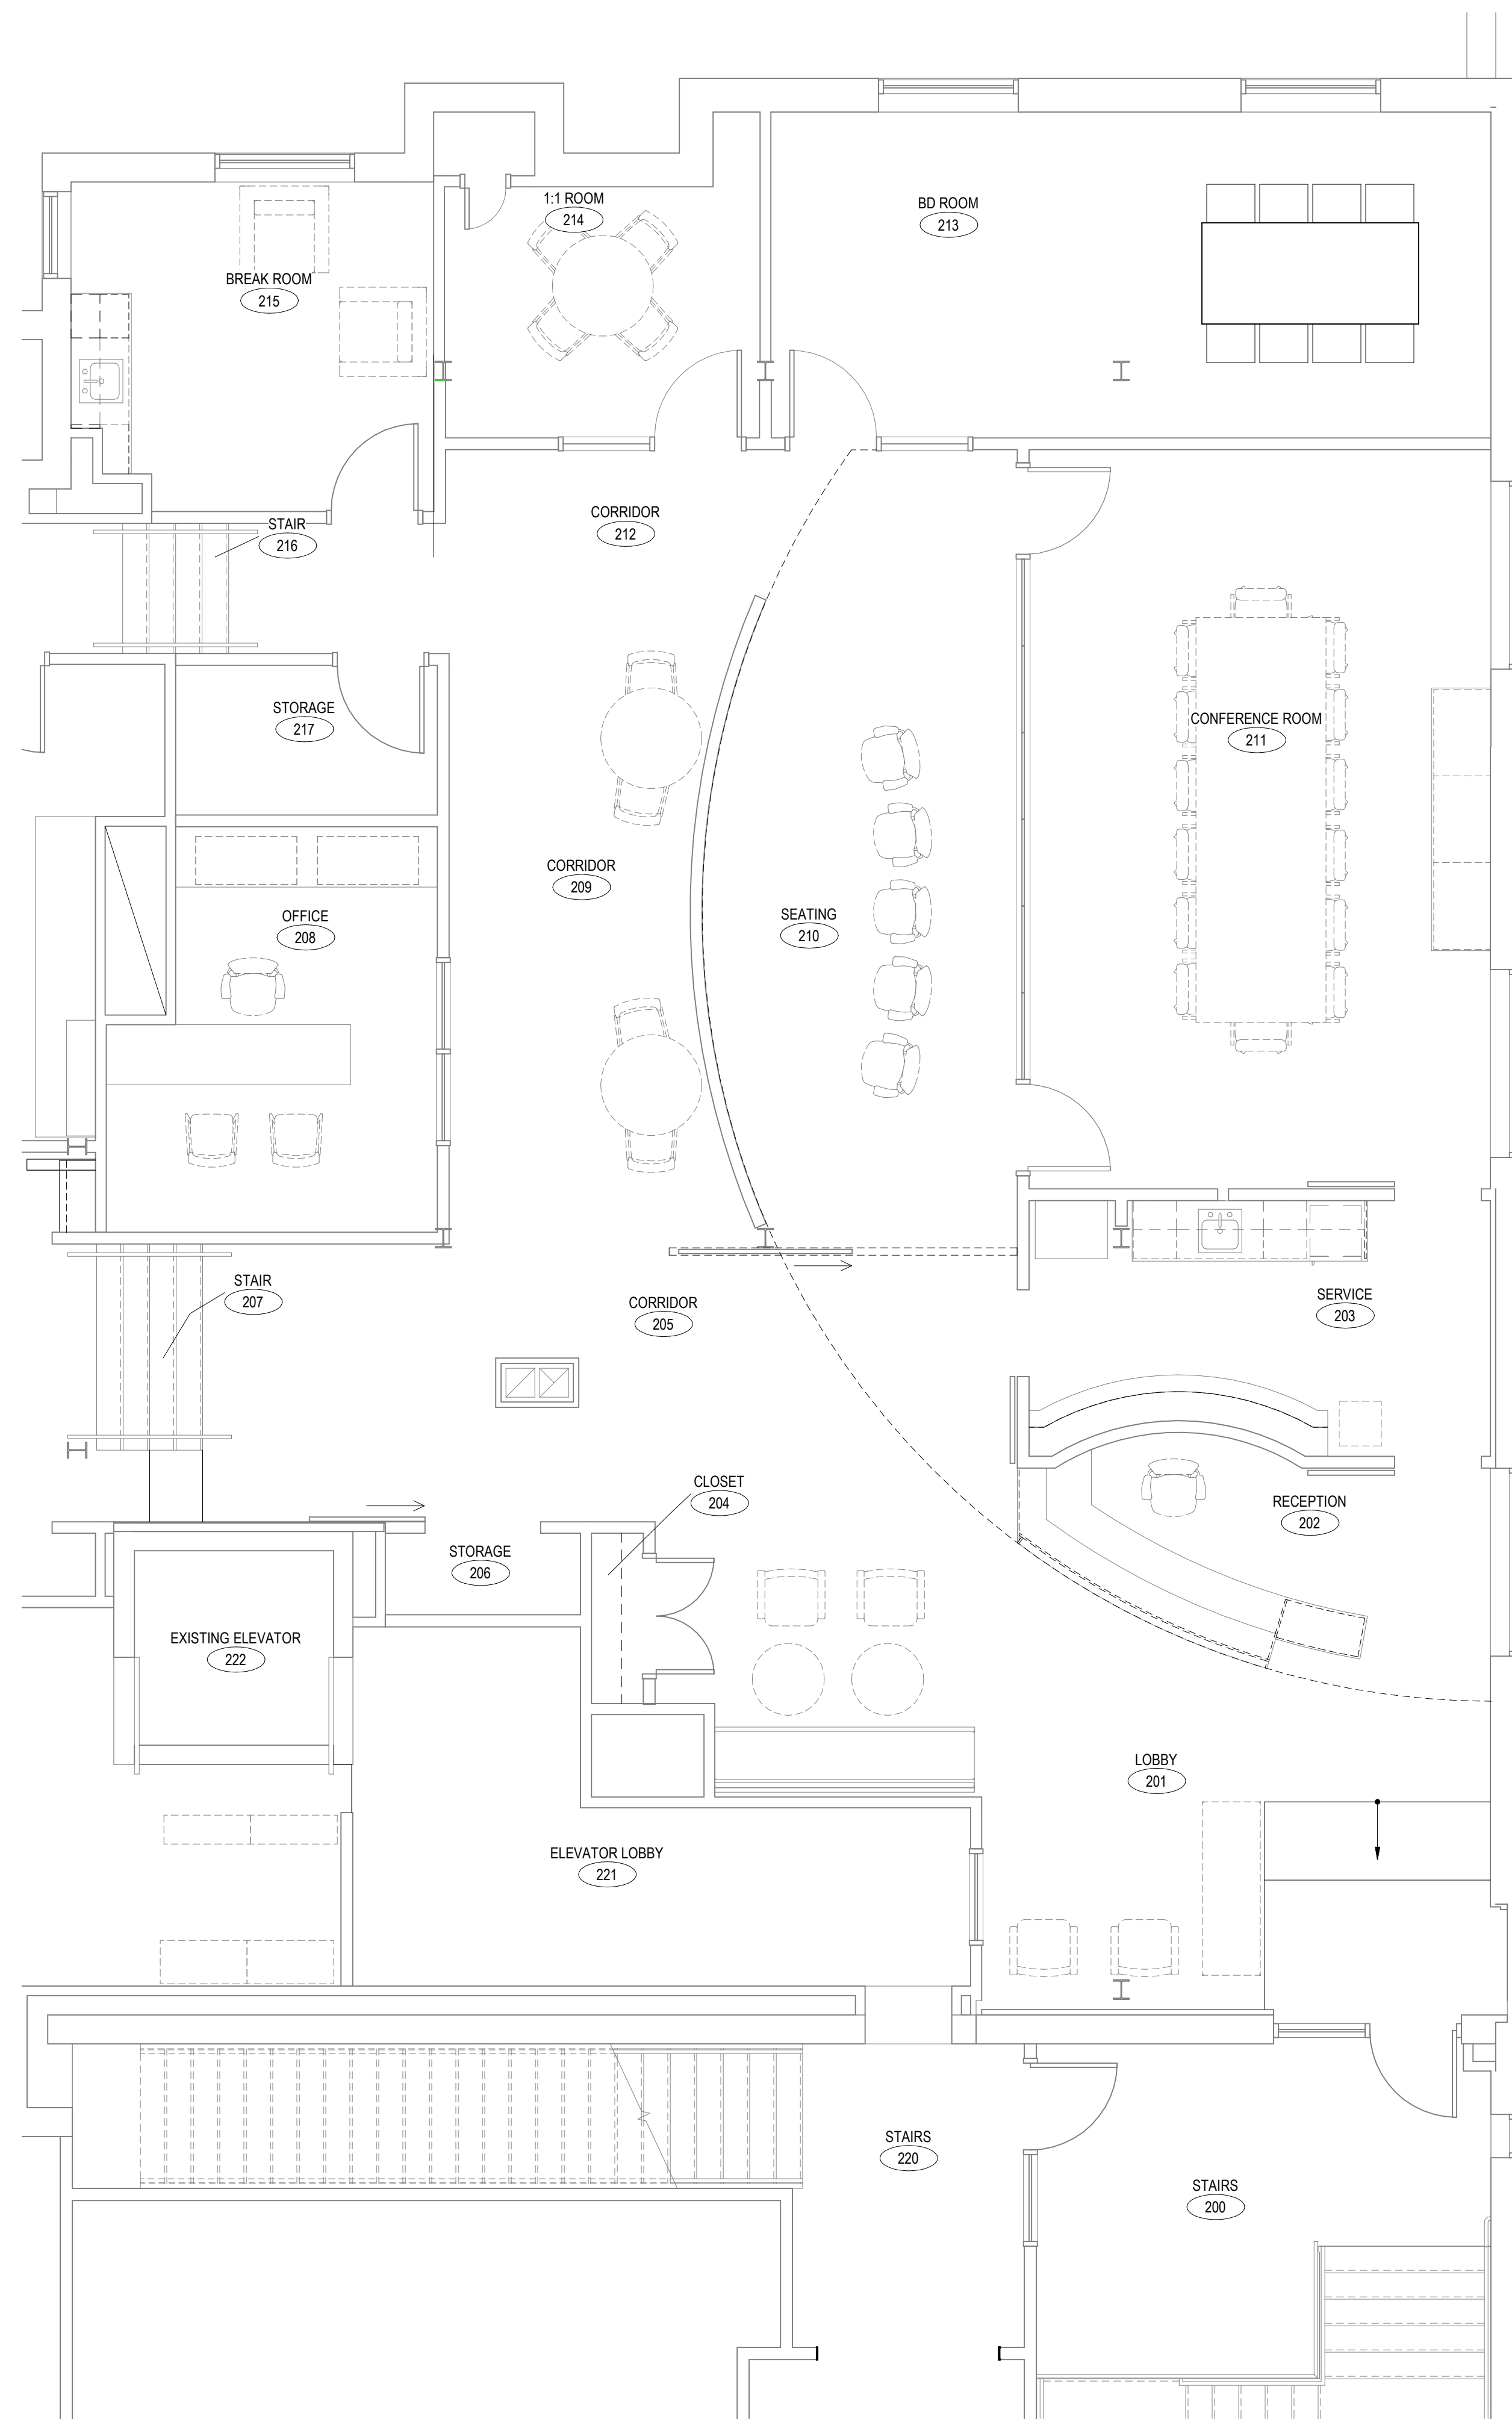 1:1 ROOM
214
BD ROOM
213
BREAK ROOM
215
CORRIDOR
212
STAIR
216
STORAGE
217
CONFERENCE ROOM
211
CORRIDOR
209
OFFICE
208
SEATING
210
STAIR
207
CORRIDOR
205
SERVICE
203
CLOSET
204
RECEPTION
202
STORAGE
206
EXISTING ELEVATOR
222
LOBBY
201
ELEVATOR LOBBY
221
STAIRS
220
STAIRS
200